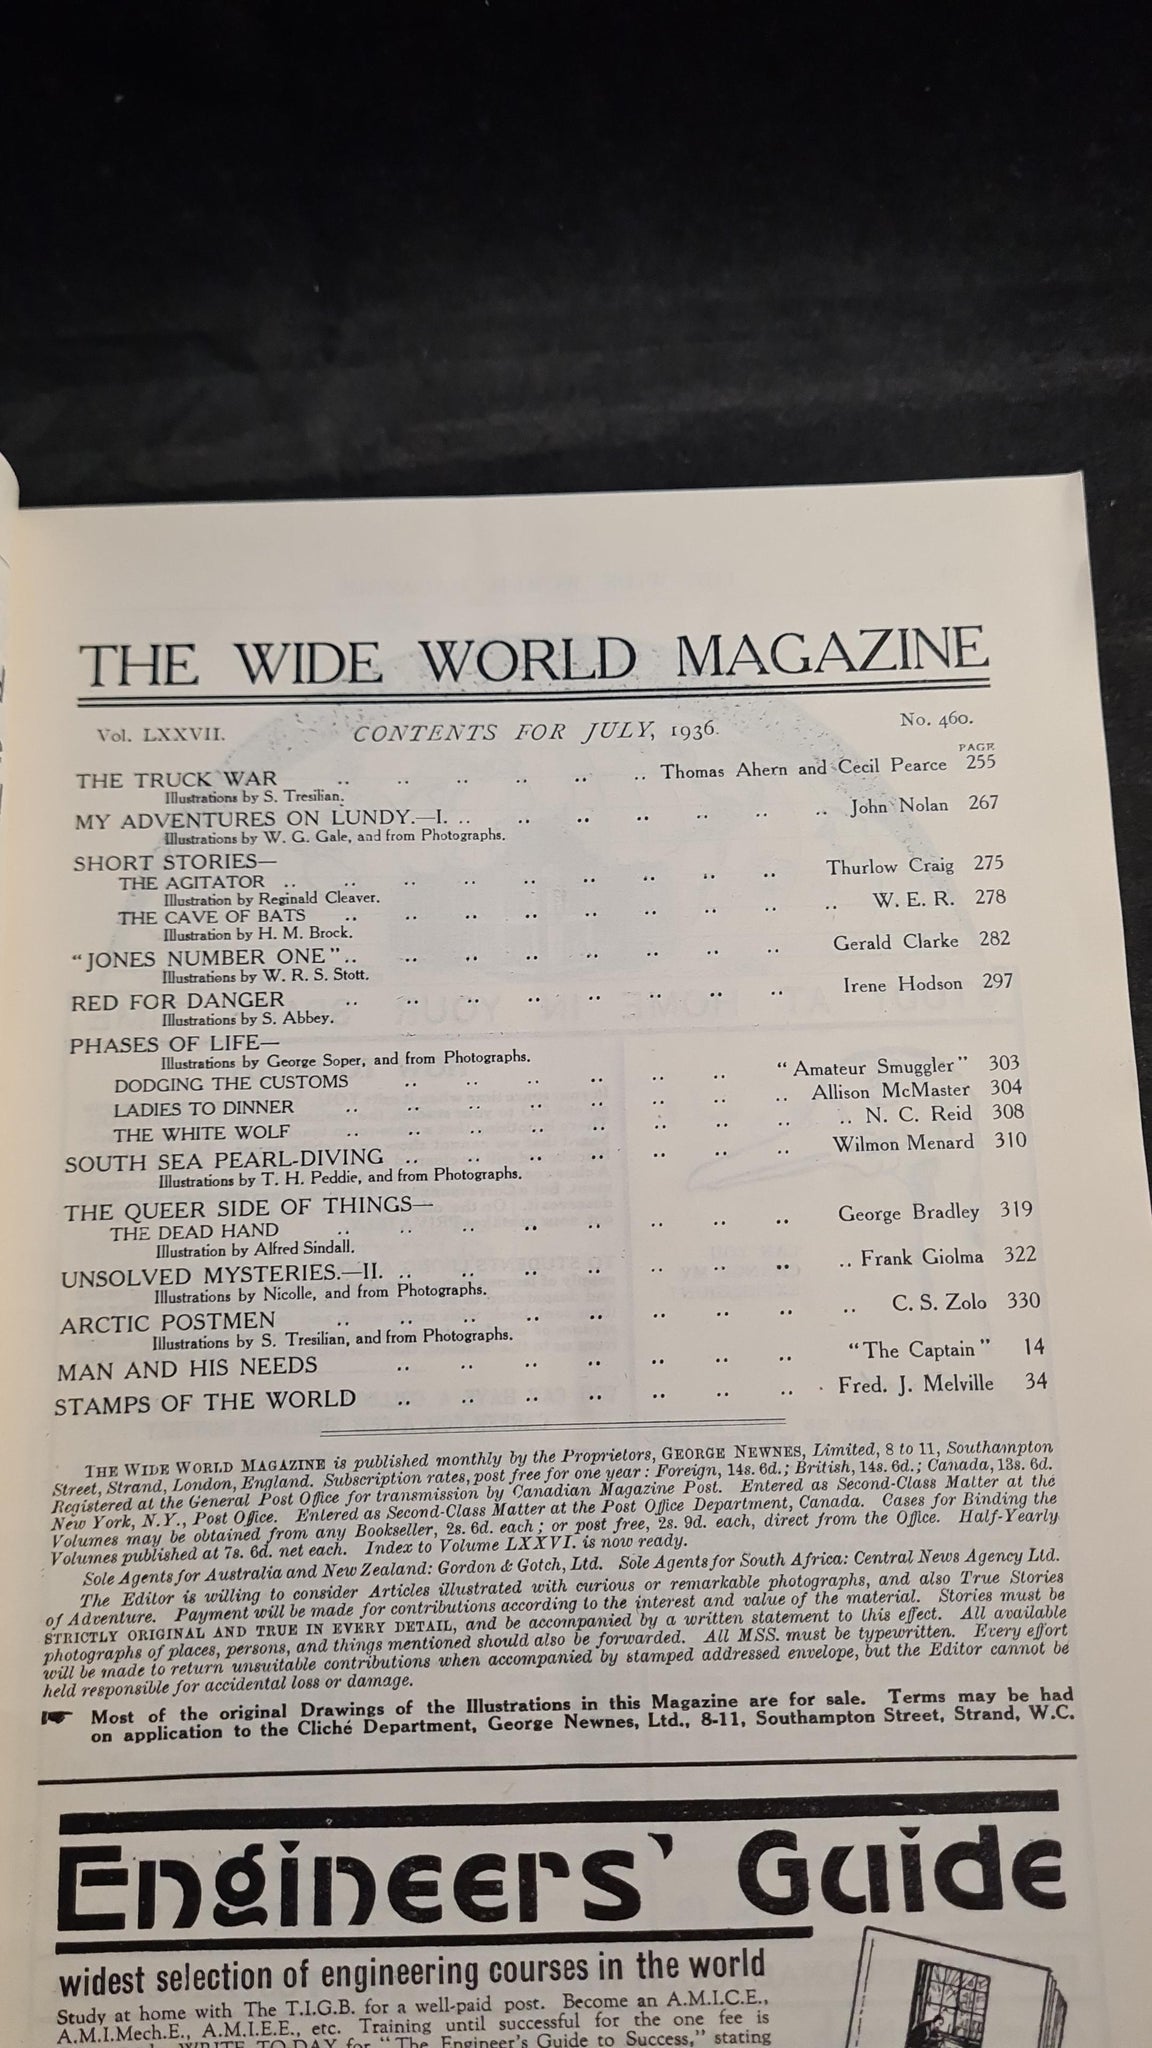 THE WIDE WORLD MAGAZINE
Vol. LXXVII. CONTENTS FOR JULY, 1936. No. 460.
PAGE
THE TRUCK WAR .. .. .. .. .. .. Thomas Ahern and Cecil Pearce 255
Illustrations by S. Tresilian.
MY ADVENTURES ON LUNDY.—I. .. .. .. .. .. .. .. John Nolan 267
Illustrations by W. G. Gale, and from Photographs.
SHORT STORIES—
THE AGITATOR .. .. .. .. .. .. .. .. .. Thurlow Craig 275
Illustration by Reginald Cleaver.
THE CAVE OF BATS .. .. .. .. .. .. .. .. .. W. E. R. 278
Illustration by H. M. Brock.
"JONES NUMBER ONE" .. .. .. .. .. .. .. .. Gerald Clarke 282
Illustrations by W. R. S. Stott.
RED FOR DANGER .. .. .. .. .. .. .. .. Irene Hodson 297
Illustrations by S. Abbey.
PHASES OF LIFE—
Illustrations by George Soper, and from Photographs.
DODGING THE CUSTOMS .. .. .. .. .. .. "Amateur Smuggler" 303
LADIES TO DINNER .. .. .. .. .. .. .. .. Allison McMaster 304
THE WHITE WOLF .. .. .. .. .. .. .. .. .. N. C. Reid 308
SOUTH SEA PEARL-DIVING .. .. .. .. .. .. .. Wilmon Menard 310
Illustrations by T. H. Peddie, and from Photographs.
THE QUEER SIDE OF THINGS—
THE DEAD HAND .. .. .. .. .. .. .. .. George Bradley 319
Illustration by Alfred Sindall.
UNSOLVED MYSTERIES.—II. .. .. .. .. .. .. .. .. Frank Giolma 322
Illustrations by Nicolle, and from Photographs.
ARCTIC POSTMEN .. .. .. .. .. .. .. .. .. C. S. Zolo 330
Illustrations by S. Tresilian, and from Photographs.
MAN AND HIS NEEDS .. .. .. .. .. .. .. "The Captain" 14
STAMPS OF THE WORLD .. .. .. .. .. .. .. . Fred. J. Melville 34
THE WIDE WORLD MAGAZINE is published monthly by the Proprietors, GEORGE NEWNES, Limited, 8 to 11, Southampton
Street, Strand, London, England. Subscription rates, post free for one year: Foreign, 14s. 6d.; British, 14s. 6d.; Canada, 13s. 6d.
Registered at the General Post Office for transmission by Canadian Magazine Post. Entered as Second-Class Matter at the
New York, N.Y., Post Office. Entered as Second-Class Matter at the Post Office Department, Canada. Cases for Binding the
Volumes may be obtained from any Bookseller, 2s. 6d. each; or post free, 2s. 9d. each, direct from the Office. Half-Yearly
Volumes published at 7s. 6d. net each. Index to Volume LXXVI. is now ready.
Sole Agents for Australia and New Zealand: Gordon & Gotch, Ltd. Sole Agents for South Africa: Central News Agency Ltd.
The Editor is willing to consider Articles illustrated with curious or remarkable photographs, and also True Stories
of Adventure. Payment will be made for contributions according to the interest and value of the material. Stories must be
STRICTLY ORIGINAL AND TRUE IN EVERY DETAIL, and be accompanied by a written statement to this effect. All available
photographs of places, persons, and things mentioned should also be forwarded. All MSS. must be typewritten. Every effort
will be made to return unsuitable contributions when accompanied by stamped addressed envelope, but the Editor cannot be
held responsible for accidental loss or damage.
Most of the original Drawings of the Illustrations in this Magazine are for sale. Terms may be had
on application to the Cliché Department, George Newnes, Ltd., 8-11, Southampton Street, Strand, W.C.
Engineers' Guide
widest selection of engineering courses in the world
Study at home with The T.I.G.B. for a well-paid post. Become an A.M.I.C.E.,
A.M.I.Mech.E., A.M.I.E.E., etc. Training until successful for the one fee is
WRITE TO-DAY for "The Engineer's Guide to Success," stating